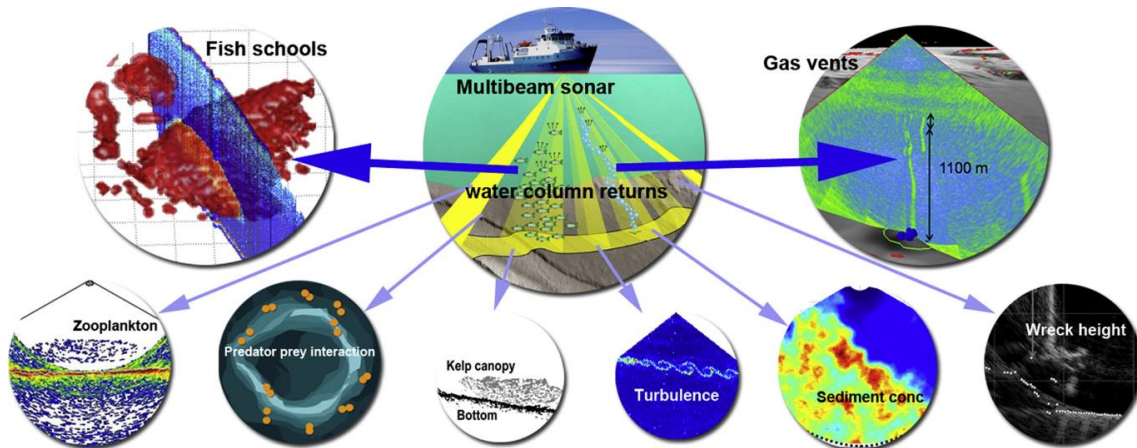 Fish schools
Multibeam sonar
Gas vents
1100 m
water column returns
Zooplankton
Predator prey interaction
Kelp canopy
Bottom
Turbulence
Sediment conc
Wreck height